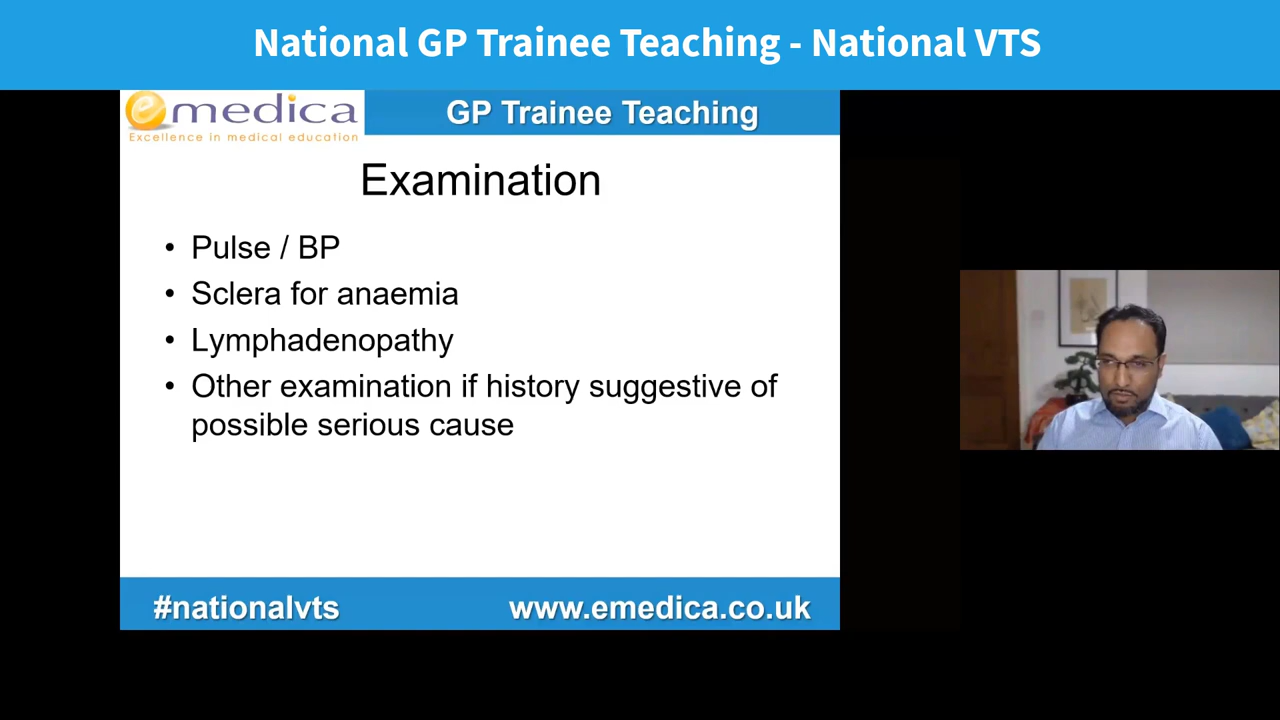 National GP Trainee Teaching - National VTS
emedica
Excellence in medical education
GP Trainee Teaching
Examination
• Pulse / BP
• Sclera for anaemia
• Lymphadenopathy
• Other examination if history suggestive of
possible serious cause
#nationalvts
www.emedica.co.uk